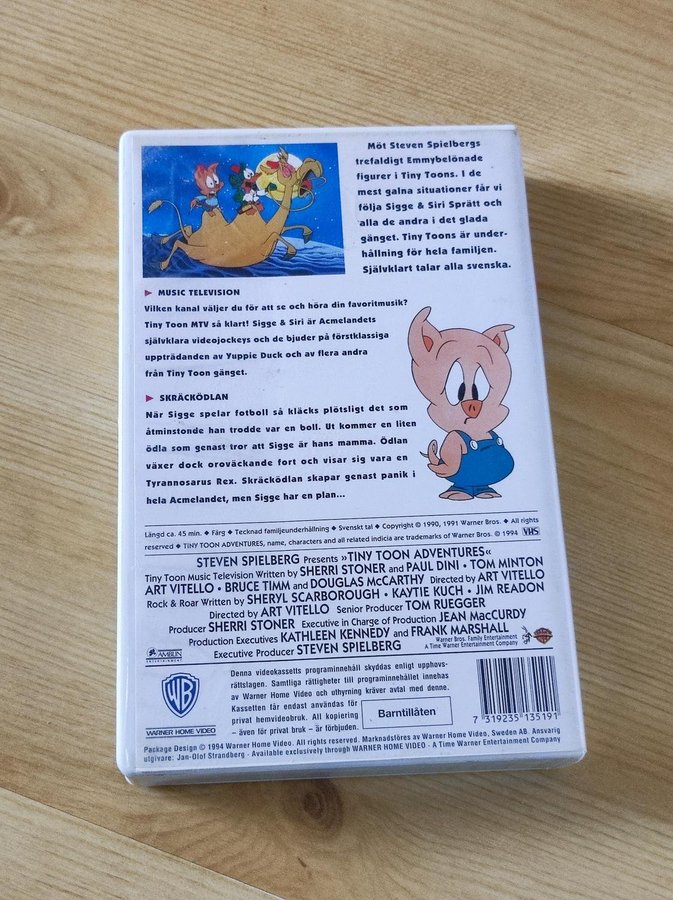 Möt Steven Spielbergs
trefaldigt Emmybelönade
figurer i Tiny Toons. I de
mest galna situationer får vi
följa Sigge & Siri Sprätt och
alla de andra i det glada
gänget. Tiny Toons är under-
hållning för hela familjen.
Självklart talar alla svenska.
▶ MUSIC TELEVISION
Vilken kanal väljer du för att se och höra din favoritmusik?
Tiny Toon MTV så klart! Sigge & Siri är Acmelandets
självklara videojockeys och de bjuder på förstklassiga
uppträdanden av Yuppie Duck och av flera andra
från Tiny Toon gänget.
▶ SKRÄCKÖDLAN
När Sigge spelar fotboll så kläcks plötsligt det som
åtminstonde han trodde var en boll. Ut kommer en liten
ödla som genast tror att Sigge är hans mamma. Ödlan
växer dock oroväckande fort och visar sig vara en
Tyrannosarus Rex. Skräcködlan skapar genast panik i
hela Acmelandet, men Sigge har en plan...
Längd ca. 45 min. ◆ Färg ◆ Tecknad familjeunderhållning ◆ Svenskt tal ◆ Copyright © 1990, 1991 Warner Bros. ◆ All rights
reserved ◆ TINY TOON ADVENTURES, name, characters and all related indicia are trademarks of Warner Bros. © 1994 VHS
STEVEN SPIELBERG Presents »TINY TOON ADVENTURES«
Tiny Toon Music Television Written by SHERRI STONER and PAUL DINI • TOM MINTON
ART VITELLO • BRUCE TIMM and DOUGLAS McCARTHY Directed by ART VITELLO
Rock & Roar Written by SHERYL SCARBOROUGH • KAYTIE KUCH • JIM READON
Directed by ART VITELLO Senior Producer TOM RUEGGER
Producer SHERRI STONER Executive in Charge of Production JEAN MacCURDY
Production Executives KATHLEEN KENNEDY and FRANK MARSHALL
Executive Producer STEVEN SPIELBERG
Warner Bros. Family Entertainment
A Time Warner Entertainment Company
AMBLIN
ENTERTAINMENT
WB
WARNER HOME VIDEO
Denna videokassetts programinnehåll skyddas enligt upphovs-
rättslagen. Samtliga rättigheter till programinnehållet innehas
av Warner Home Video och uthyrning kräver avtal med denne.
Kassetten får endast användas för
privat hemvideobruk. All kopiering
– även för privat bruk – är förbjuden.
Barntillåten
7 319235 135191
Package Design © 1994 Warner Home Video. All rights reserved. Marknadsföres av Warner Home Video, Sweden AB. Ansvarig
utgivare: Jan-Olof Strandberg - Available exclusively through WARNER HOME VIDEO - A Time Warner Entertainment Company